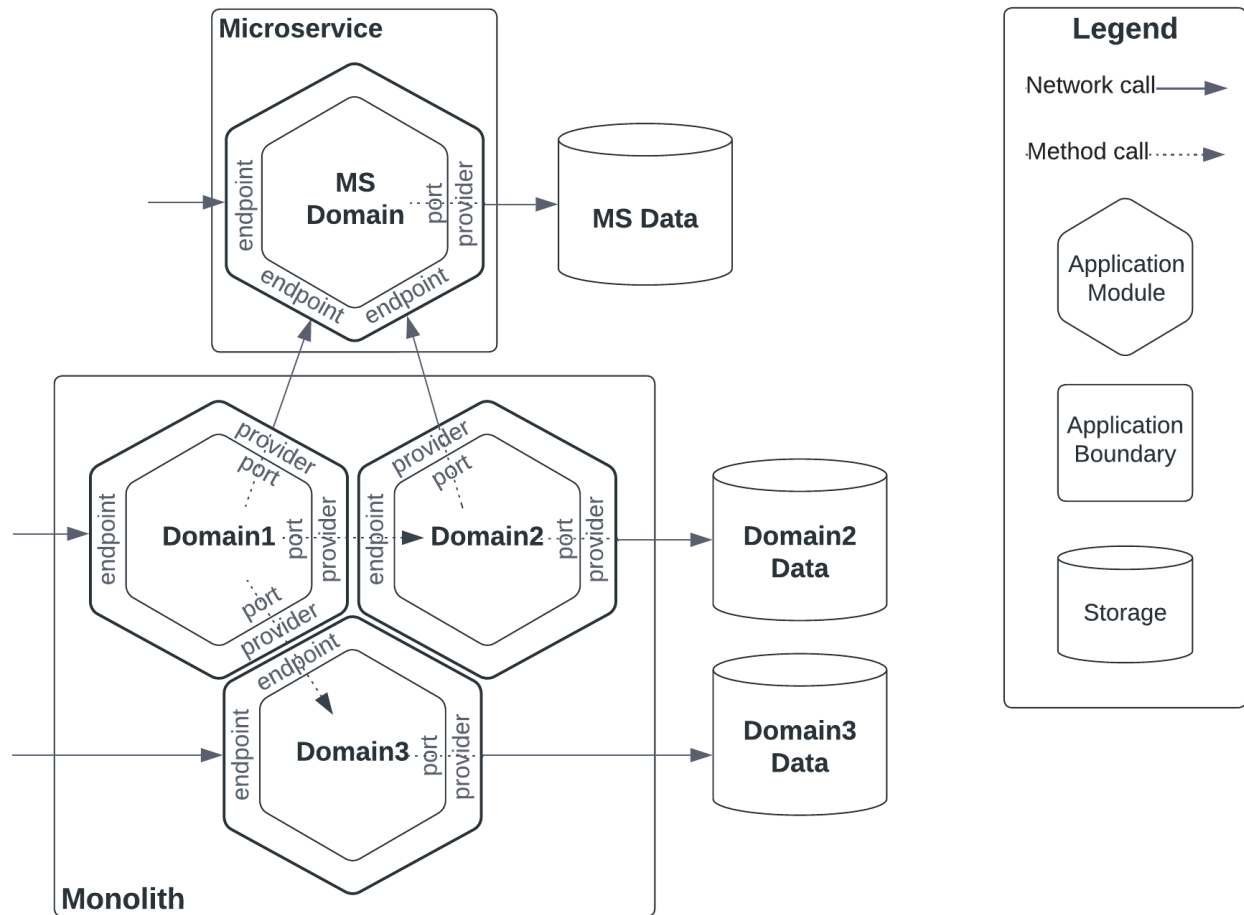 Microservice
endpoint
MS
Domain
port
provider
endpoint
endpoint
MS Data
Monolith
provider
port
endpoint
Domain1
port
provider
port
provider
provider
port
endpoint
Domain2
port
provider
Domain2
Data
endpoint
endpoint
Domain3
port
provider
Domain3
Data
Legend
Network call
Method call
Application
Module
Application
Boundary
Storage